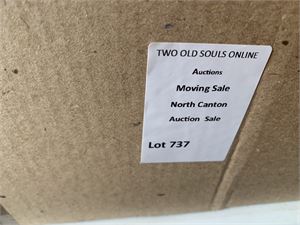 TWO OLD SOULS ONLINE
Auctions
Moving Sale
North Canton
Auction Sale
Lot 737